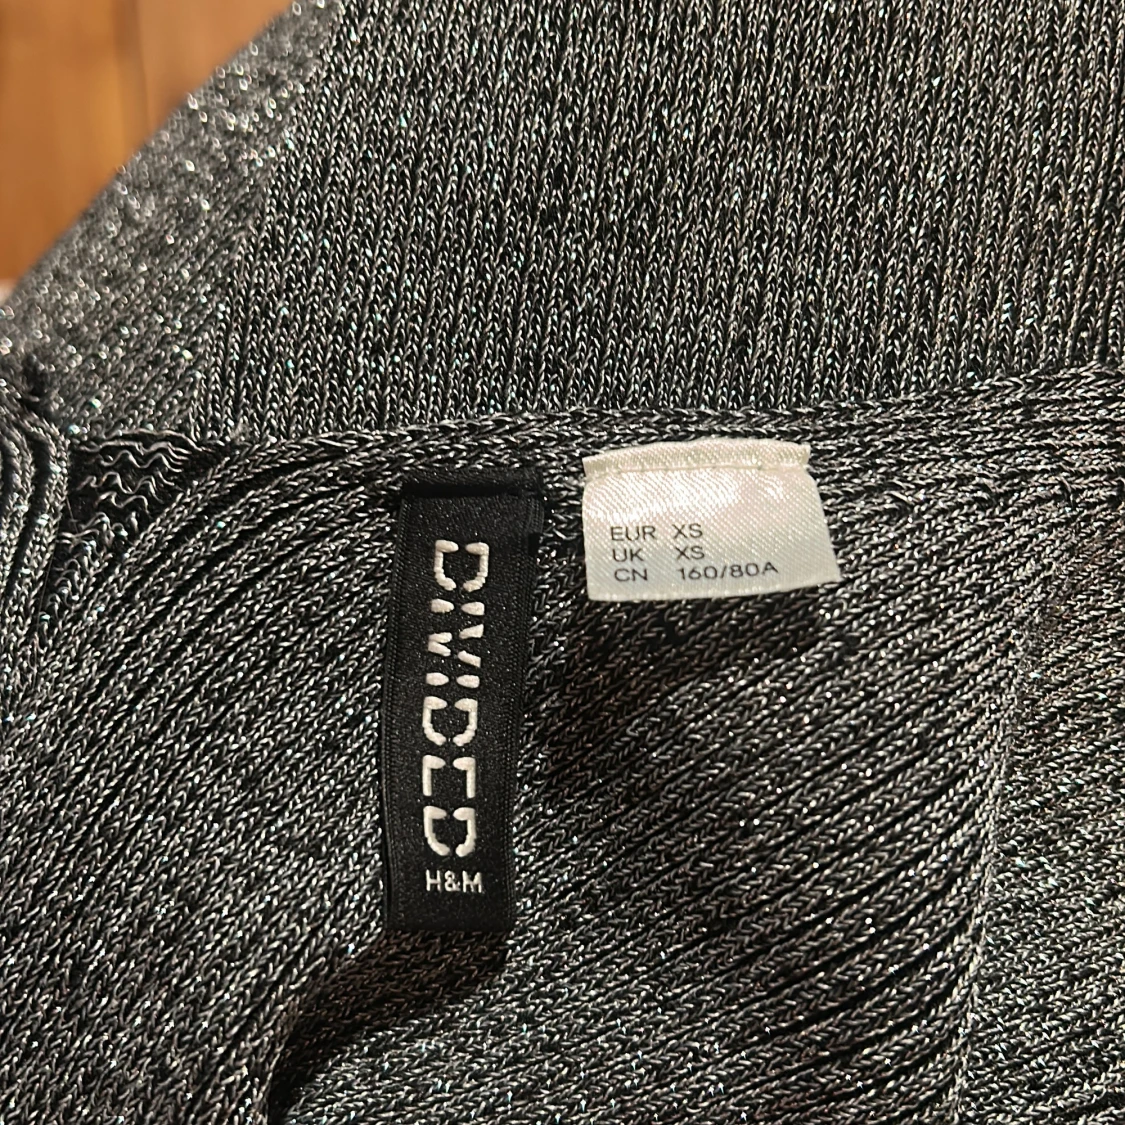 DIVIDED
H&M
EUR XS
UK XS
CN 160/80A